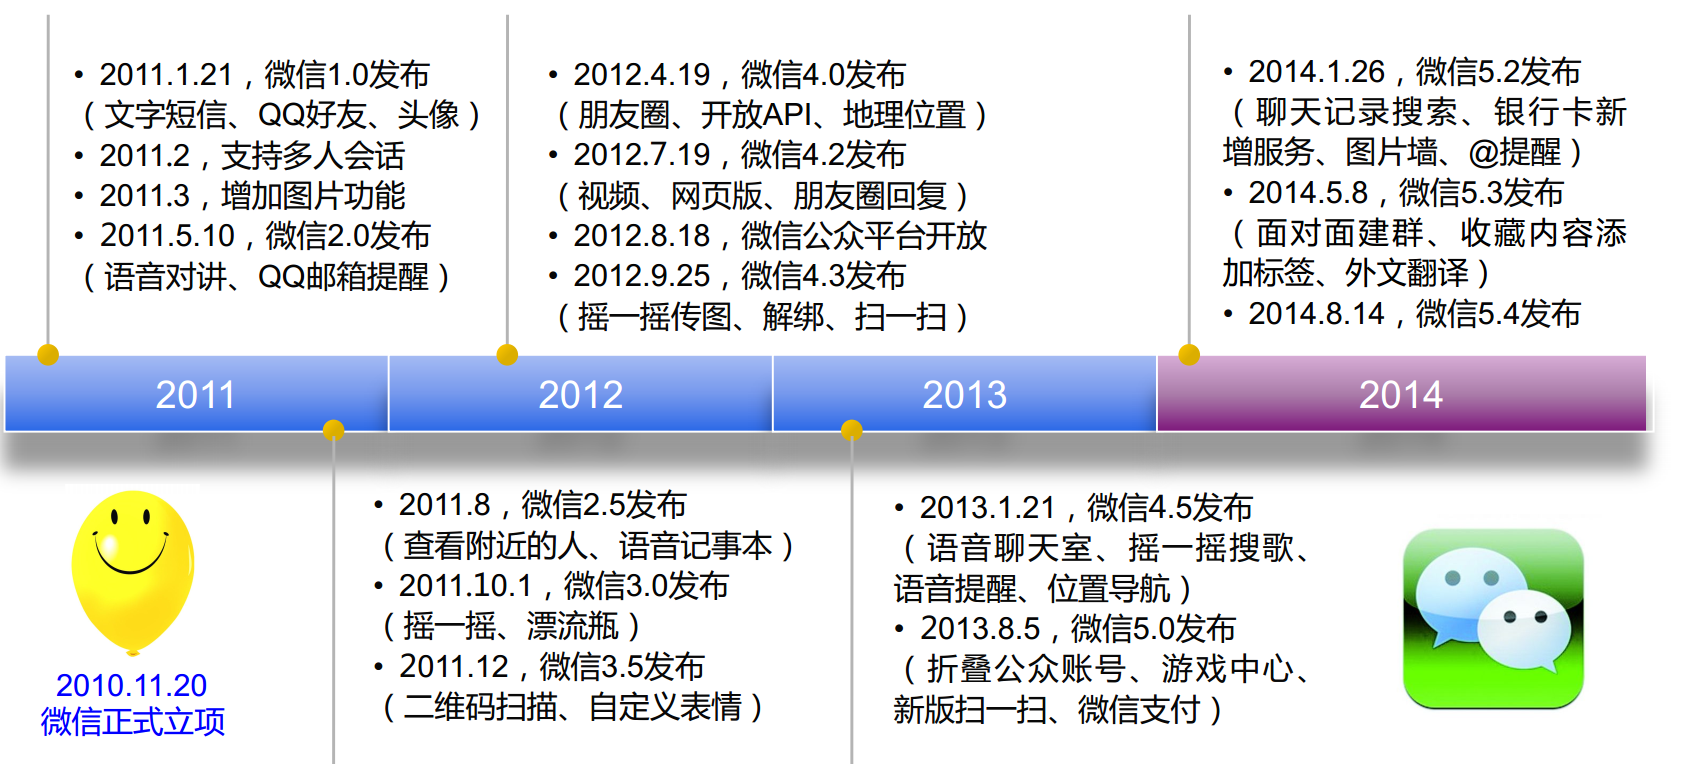 • 2011.1.21，微信1.0发布
（文字短信、QQ好友、头像）
• 2011.2，支持多人会话
• 2011.3，增加图片功能
• 2011.5.10，微信2.0发布
（语音对讲、QQ邮箱提醒）
• 2012.4.19，微信4.0发布
（朋友圈、开放API、地理位置）
• 2012.7.19，微信4.2发布
（视频、网页版、朋友圈回复）
• 2012.8.18，微信公众平台开放
• 2012.9.25，微信4.3发布
（摇一摇传图、解绑、扫一扫）
• 2014.1.26，微信5.2发布
（聊天记录搜索、银行卡新
增服务、图片墙、@提醒）
• 2014.5.8，微信5.3发布
（面对面建群、收藏内容添
加标签、外文翻译）
• 2014.8.14，微信5.4发布
2011
2012
2013
2014
2010.11.20
微信正式立项
• 2011.8，微信2.5发布
（查看附近的人、语音记事本）
• 2011.10.1，微信3.0发布
（摇一摇、漂流瓶）
• 2011.12，微信3.5发布
（二维码扫描、自定义表情）
• 2013.1.21，微信4.5发布
（语音聊天室、摇一摇搜歌、
语音提醒、位置导航）
• 2013.8.5，微信5.0发布
（折叠公众账号、游戏中心、
新版扫一扫、微信支付）